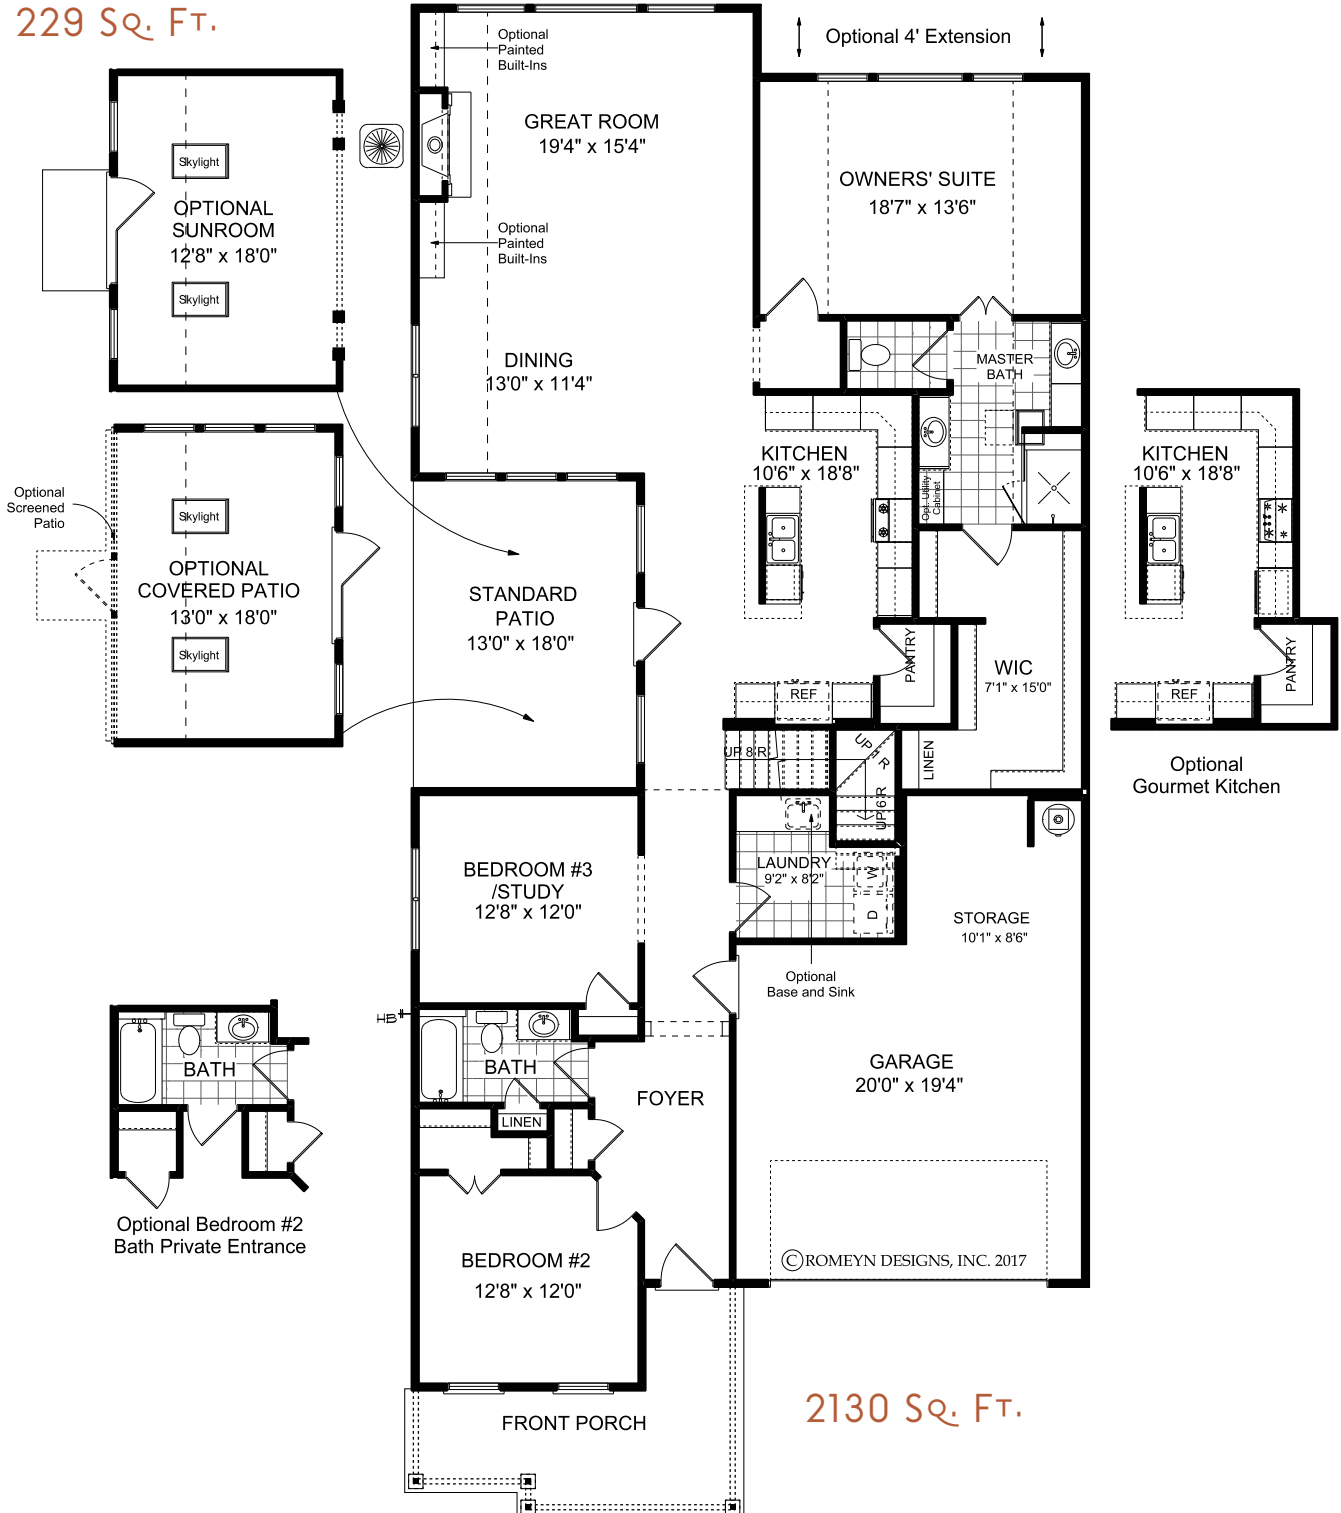 229 Sq. Ft.
Optional
Painted
Built-Ins
Optional 4' Extension
GREAT ROOM
19'4" x 15'4"
Skylight
OPTIONAL
SUNROOM
12'8" x 18'0"
Skylight
OWNERS' SUITE
18'7" x 13'6"
Optional
Painted
Built-Ins
DINING
13'0" x 11'4"
MASTER
BATH
KITCHEN
10'6" x 18'8"
KITCHEN
10'6" x 18'8"
Opt. Utility
Cabinet
Optional
Screened
Patio
Skylight
OPTIONAL
COVERED PATIO
13'0" x 18'0"
Skylight
STANDARD
PATIO
13'0" x 18'0"
PANTRY
WIC
7'1" x 15'0"
PANTRY
REF
REF
UP 8 R
UP
R
UP 6 R
LINEN
Optional
Gourmet Kitchen
BEDROOM #3
/STUDY
12'8" x 12'0"
LAUNDRY
9'2" x 8'2"
W
D
STORAGE
10'1" x 8'6"
Optional
Base and Sink
HB
BATH
BATH
LINEN
FOYER
GARAGE
20'0" x 19'4"
Optional Bedroom #2
Bath Private Entrance
BEDROOM #2
12'8" x 12'0"
© ROMEYN DESIGNS, INC. 2017
FRONT PORCH
2130 Sq. Ft.